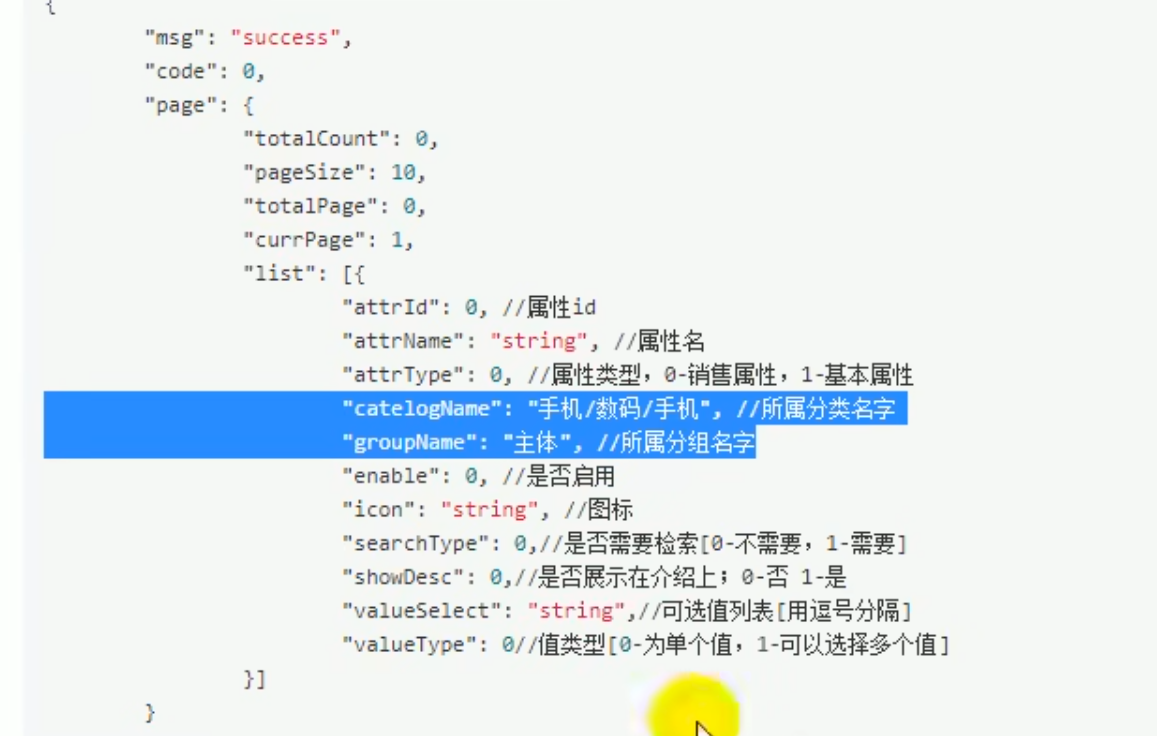 {
"msg": "success",
"code": 0,
"page": {
"totalCount": 0,
"pageSize": 10,
"totalPage": 0,
"currPage": 1,
"list": [{
"attrId": 0, //属性id
"attrName": "string", //属性名
"attrType": 0, //属性类型，0-销售属性，1-基本属性
"catelogName": "手机/数码/手机", //所属分类名字
"groupName": "主体", //所属分组名字
"enable": 0, //是否启用
"icon": "string", //图标
"searchType": 0,//是否需要检索[0-不需要，1-需要]
"showDesc": 0,//是否展示在介绍上；0-否 1-是
"valueSelect": "string",//可选值列表[用逗号分隔]
"valueType": 0//值类型[0-为单个值，1-可以选择多个值]
}]
}